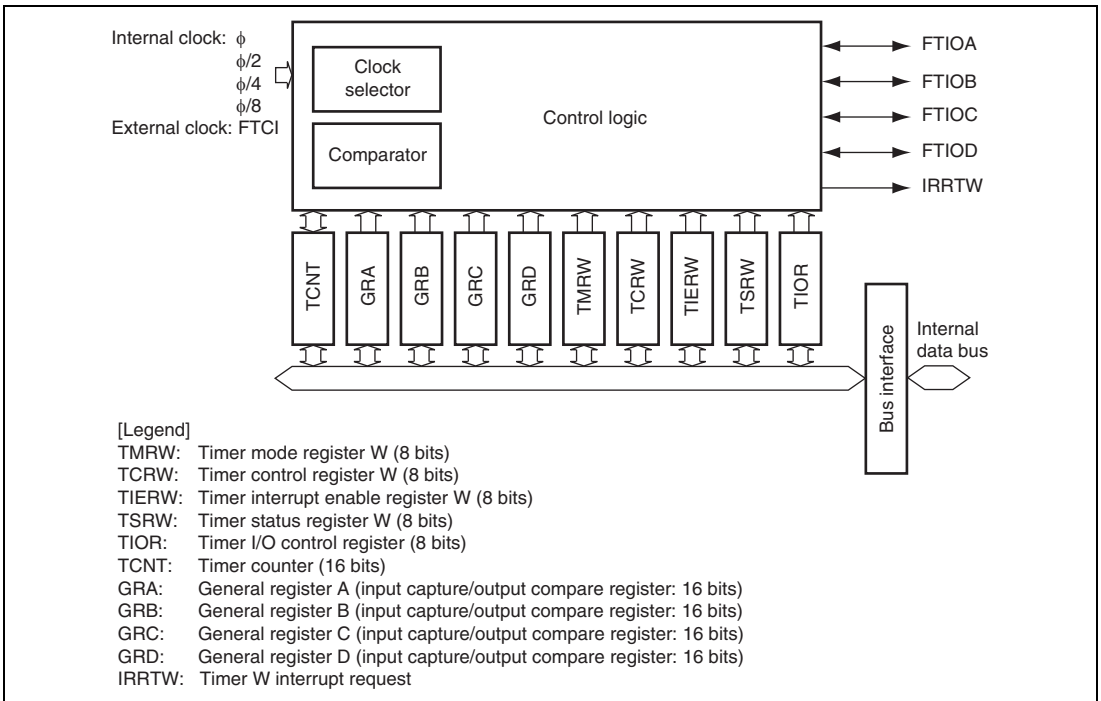 Internal clock: ϕ
ϕ/2
ϕ/4
ϕ/8
External clock: FTCI
Clock
selector
Comparator
Control logic
FTIOA
FTIOB
FTIOC
FTIOD
IRRTW
TCNT
GRA
GRB
GRC
GRD
TMRW
TCRW
TIERW
TSRW
TIOR
Bus interface
Internal
data bus
[Legend]
TMRW: Timer mode register W (8 bits)
TCRW: Timer control register W (8 bits)
TIERW: Timer interrupt enable register W (8 bits)
TSRW: Timer status register W (8 bits)
TIOR: Timer I/O control register (8 bits)
TCNT: Timer counter (16 bits)
GRA: General register A (input capture/output compare register: 16 bits)
GRB: General register B (input capture/output compare register: 16 bits)
GRC: General register C (input capture/output compare register: 16 bits)
GRD: General register D (input capture/output compare register: 16 bits)
IRRTW: Timer W interrupt request